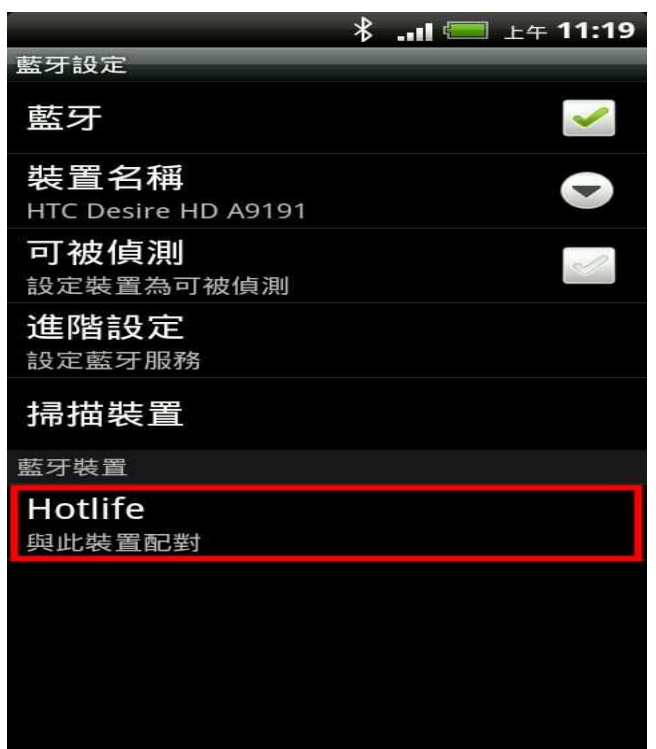 上午 11:19
藍牙設定
藍牙
裝置名稱
HTC Desire HD A9191
可被偵測
設定裝置為可被偵測
進階設定
設定藍牙服務
掃描裝置
藍牙裝置
Hotlife
與此裝置配對